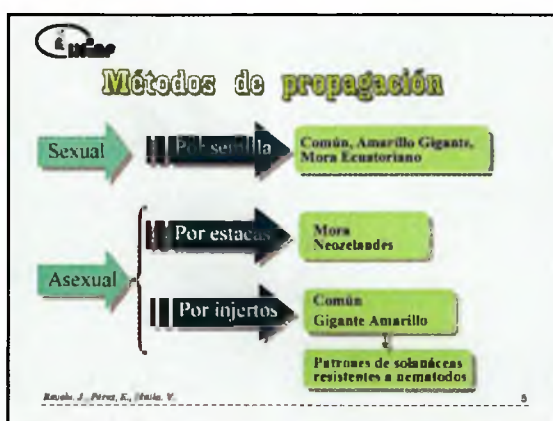 Métodos de propagación
Sexual
Por semilla
Común, Amarillo Gigante,
Mora Ecuatoriano
Asexual
Por estacas
Mora
Neozelandes
Por injertos
Común
Gigante Amarillo
Patrones de solanáceas
resistentes a nematodos
J., Pérez, K., V.
5